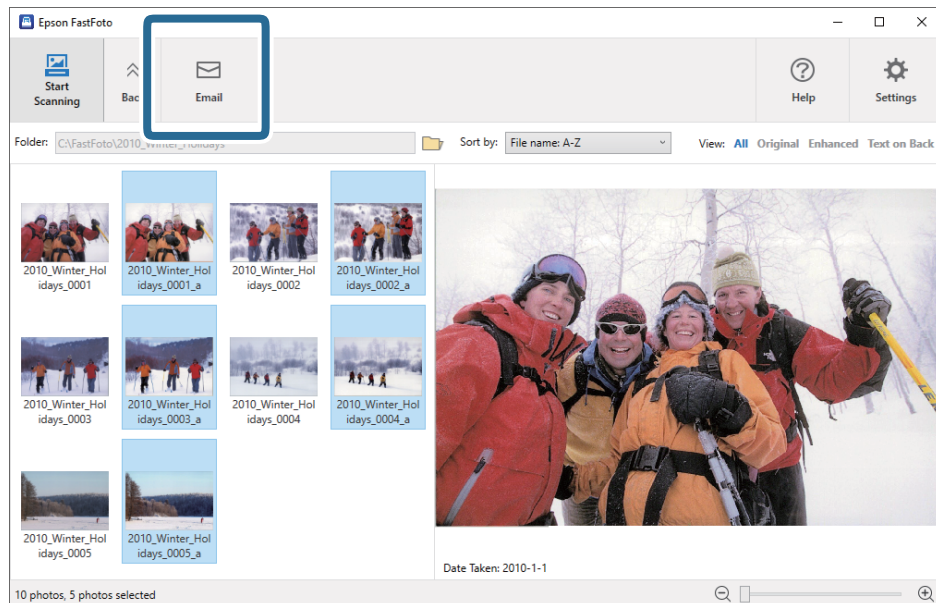 Epson FastFoto
Start
Scanning
Bac
Email
Help
Settings
Folder: C:\FastFoto\2010_Winter_Holidays
Sort by: File name: A-Z
View: All Original Enhanced Text on Back
2010_Winter_Hol
idays_0001
2010_Winter_Hol
idays_0001_a
2010_Winter_Hol
idays_0002
2010_Winter_Hol
idays_0002_a
2010_Winter_Hol
idays_0003
2010_Winter_Hol
idays_0003_a
2010_Winter_Hol
idays_0004
2010_Winter_Hol
idays_0004_a
2010_Winter_Hol
idays_0005
2010_Winter_Hol
idays_0005_a
Date Taken: 2010-1-1
10 photos, 5 photos selected